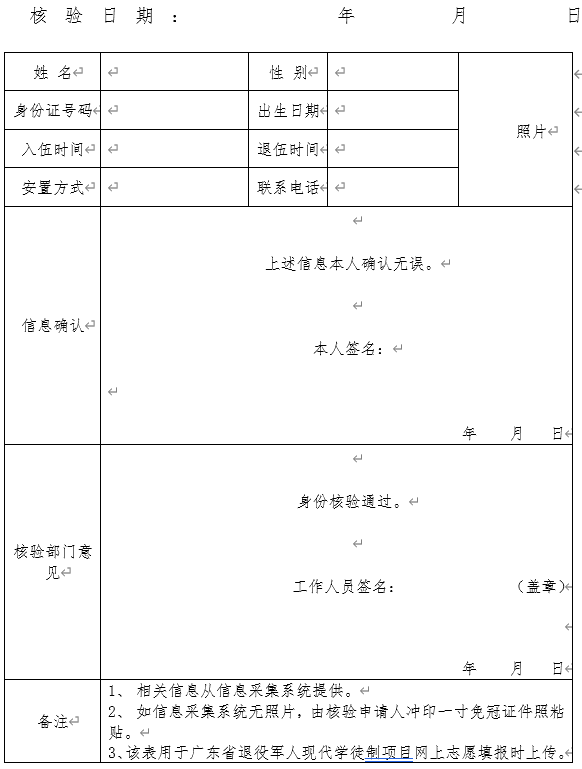 核 验 日 期 : 年 月 日
姓 名 性 别
照片
身份证号码 出生日期
入伍时间 退伍时间
安置方式 联系电话
上述信息本人确认无误。
信息确认
本人签名:
年 月 日
身份核验通过。
核验部门意
见
工作人员签名: (盖章)
年 月 日
备注
1、 相关信息从信息采集系统提供。
2、 如信息采集系统无照片,由核验申请人冲印一寸免冠证件照粘
贴。
3、该表用于广东省退役军人现代学徒制项目网上志愿填报时上传。